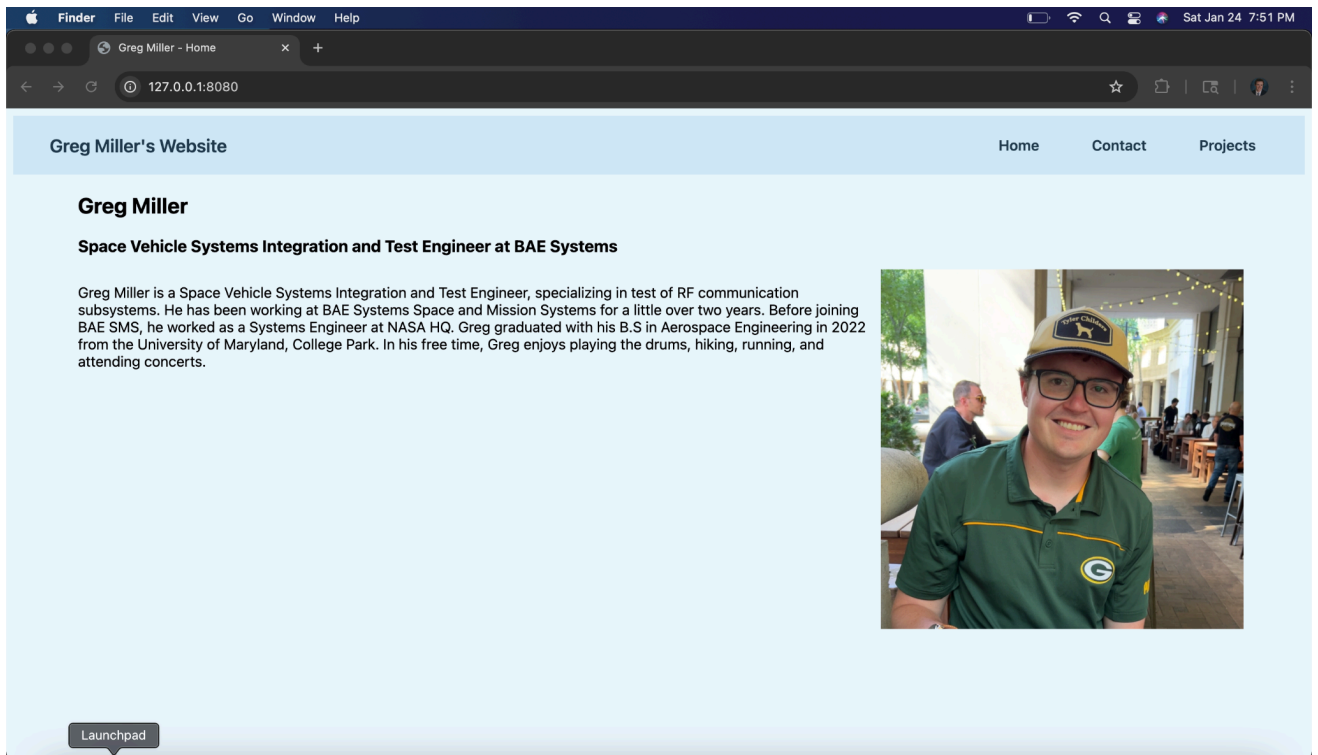 Finder File Edit View Go Window Help Sat Jan 24 7:51 PM
Greg Miller - Home
127.0.0.1:8080
Greg Miller's Website Home Contact Projects
Greg Miller
Space Vehicle Systems Integration and Test Engineer at BAE Systems
Greg Miller is a Space Vehicle Systems Integration and Test Engineer, specializing in test of RF communication
subsystems. He has been working at BAE Systems Space and Mission Systems for a little over two years. Before joining
BAE SMS, he worked as a Systems Engineer at NASA HQ. Greg graduated with his B.S in Aerospace Engineering in 2022
from the University of Maryland, College Park. In his free time, Greg enjoys playing the drums, hiking, running, and
attending concerts.
Tyler Childers
G
Launchpad